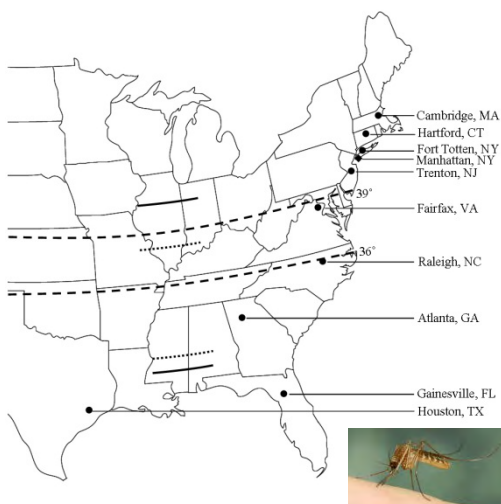 Cambridge, MA
Hartford, CT
Fort Totten, NY
Manhattan, NY
Trenton, NJ
39°
Fairfax, VA
36°
Raleigh, NC
Atlanta, GA
Gainesville, FL
Houston, TX